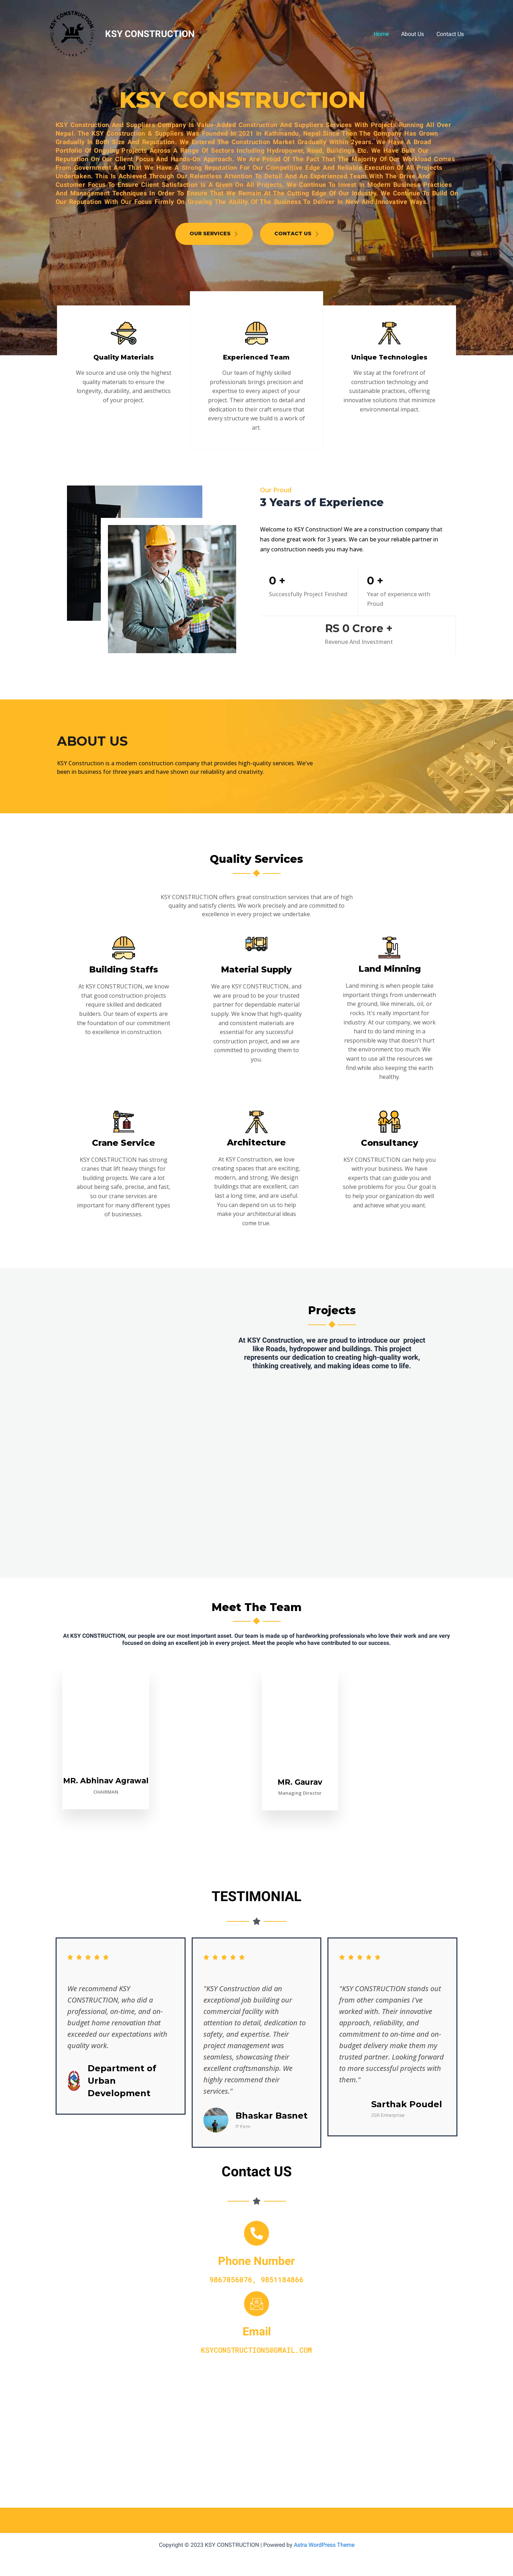 KSY CONSTRUCTION
Home
About Us
Contact Us
KSY CONSTRUCTION
KSY Construction And Suppliers Company Is Value-Added Construction And Suppliers Services With Projects Running All Over
Nepal. The KSY Construction & Suppliers Was Founded In 2021 In Kathmandu, Nepal.Since Then The Company Has Grown
Gradually In Both Size And Reputation. We Entered The Construction Market Gradually Within 2years. We Have A Broad
Portfolio Of Ongoing Projects Across A Range Of Sectors Including Hydropower, Road, Buildings Etc. We Have Built Our
Reputation On Our Client Focus And Hands-On Approach. We Are Proud Of The Fact That The Majority Of Our Workload Comes
From Government And That We Have A Strong Reputation For Our Competitive Edge And Reliable Execution Of All Projects
Undertaken. This Is Achieved Through Our Relentless Attention To Detail And An Experienced Team With The Drive And
Customer Focus To Ensure Client Satisfaction Is A Given On All Projects. We Continue To Invest In Modern Business Practices
And Management Techniques In Order To Ensure That We Remain At The Cutting Edge Of Our Industry. We Continue To Build On
Our Reputation With Our Focus Firmly On Growing The Ability Of The Business To Deliver In New And Innovative Ways.
OUR SERVICES
CONTACT US
Quality Materials
We source and use only the highest
quality materials to ensure the
longevity, durability, and aesthetics
of your project.
Experienced Team
Our team of highly skilled
professionals brings precision and
expertise to every aspect of your
project. Their attention to detail and
dedication to their craft ensure that
every structure we build is a work of
art.
Unique Technologies
We stay at the forefront of
construction technology and
sustainable practices, offering
innovative solutions that minimize
environmental impact.
Our Proud
3 Years of Experience
Welcome to KSY Construction! We are a construction company that
has done great work for 3 years. We can be your reliable partner in
any construction needs you may have.
0 +
Successfully Project Finished
0 +
Year of experience with
Proud
RS 0 Crore +
Revenue And Investment
ABOUT US
KSY Construction is a modern construction company that provides high-quality services. We've
been in business for three years and have shown our reliability and creativity.
Quality Services
KSY CONSTRUCTION offers great construction services that are of high
quality and satisfy clients. We work precisely and are committed to
excellence in every project we undertake.
Building Staffs
At KSY CONSTRUCTION, we know
that good construction projects
require skilled and dedicated
builders. Our team of experts are
the foundation of our commitment
to excellence in construction.
Material Supply
We are KSY CONSTRUCTION, and
we are proud to be your trusted
partner for dependable material
supply. We know that high-quality
and consistent materials are
essential for any successful
construction project, and we are
committed to providing them to
you.
Land Minning
Land mining is when people take
important things from underneath
the ground, like minerals, oil, or
rocks. It's really important for
industry. At our company, we work
hard to do land mining in a
responsible way that doesn't hurt
the environment too much. We
want to use all the resources we
find while also keeping the earth
healthy.
Crane Service
KSY CONSTRUCTION has strong
cranes that lift heavy things for
building projects. We care a lot
about being safe, precise, and fast,
so our crane services are
important for many different types
of businesses.
Architecture
At KSY Construction, we love
creating spaces that are exciting,
modern, and strong. We design
buildings that are excellent, can
last a long time, and are useful.
You can depend on us to help
make your architectural ideas
come true.
Consultancy
KSY CONSTRUCTION can help you
with your business. We have
experts that can guide you and
solve problems for you. Our goal is
to help your organization do well
and achieve what you want.
Projects
At KSY Construction, we are proud to introduce our project
like Roads, hydropower and buildings. This project
represents our dedication to creating high-quality work,
thinking creatively, and making ideas come to life.
Meet The Team
At KSY CONSTRUCTION, our people are our most important asset. Our team is made up of hardworking professionals who love their work and are very
focused on doing an excellent job in every project. Meet the people who have contributed to our success.
MR. Abhinav Agrawal
CHAIRMAN
MR. Gaurav
Managing Director
TESTIMONIAL
We recommend KSY
CONSTRUCTION, who did a
professional, on-time, and on-
budget home renovation that
exceeded our expectations with
quality work.
Department of
Urban
Development
"KSY Construction did an
exceptional job building our
commercial facility with
attention to detail, dedication to
safety, and expertise. Their
project management was
seamless, showcasing their
excellent craftsmanship. We
highly recommend their
services."
Bhaskar Basnet
"KSY CONSTRUCTION stands out
from other companies I've
worked with. Their innovative
approach, reliability, and
commitment to on-time and on-
budget delivery make them my
trusted partner. Looking forward
to more successful projects with
them."
Sarthak Poudel
Contact US
Phone Number
9867856076, 9851184866
Email
KSYCONSTRUCTIONS@GMAIL.COM
Copyright © 2023 KSY CONSTRUCTION | Powered by Astra WordPress Theme